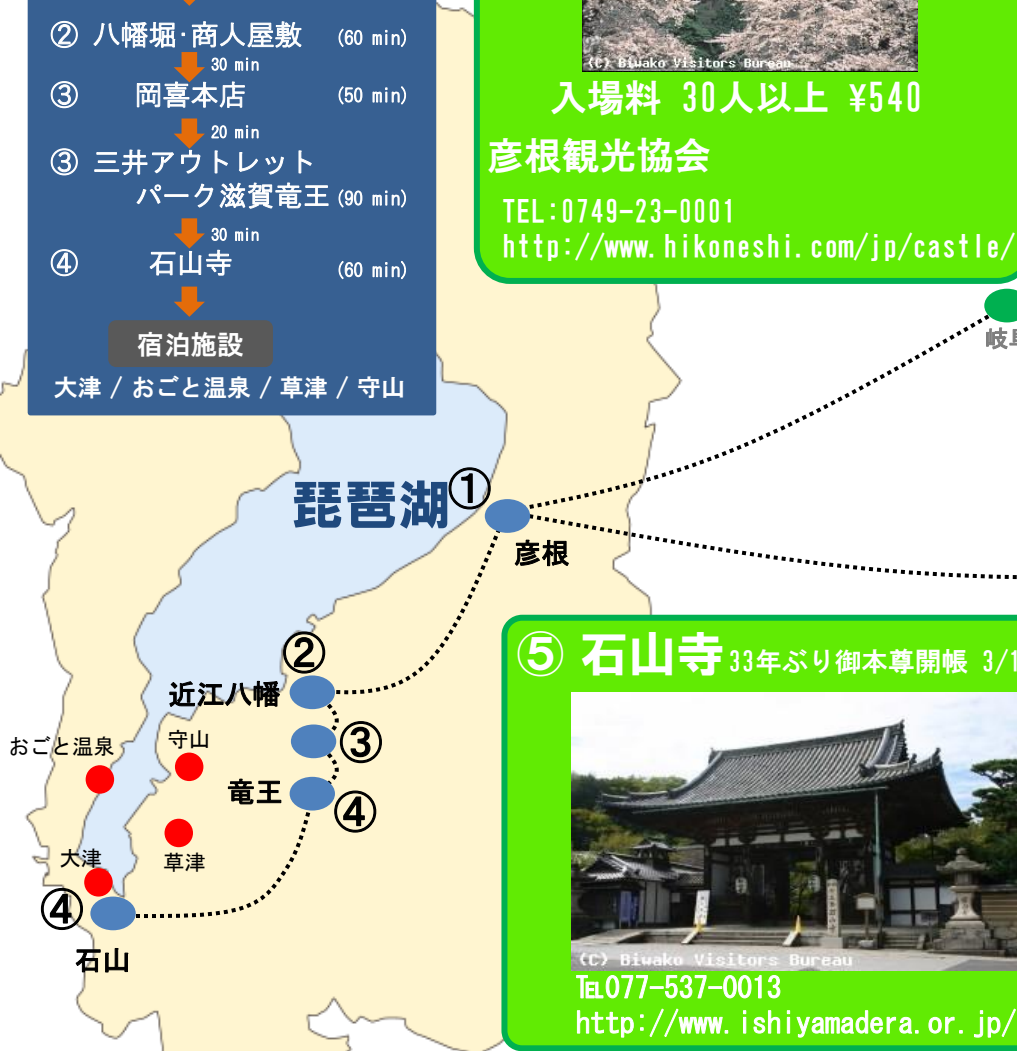 ② 八幡堀･商人屋敷 (60 min)
30 min
③ 岡喜本店 (50 min)
20 min
③ 三井アウトレット
パーク滋賀竜王 (90 min)
30 min
④ 石山寺 (60 min)
宿泊施設
大津 / おごと温泉 / 草津 / 守山
(C) Biwako Visitors Bureau
入場料 30人以上 ¥540
彦根観光協会
TEL:0749-23-0001
http://www.hikoneshi.com/jp/castle/
岐阜
琵琶湖
①
彦根
②
近江八幡
③
おごと温泉
守山
竜王
④
大津
草津
④
石山
⑤ 石山寺 33年ぶり御本尊開帳 3/1
(C) Biwako Visitors Bureau
℡077-537-0013
http://www.ishiyamadera.or.jp/